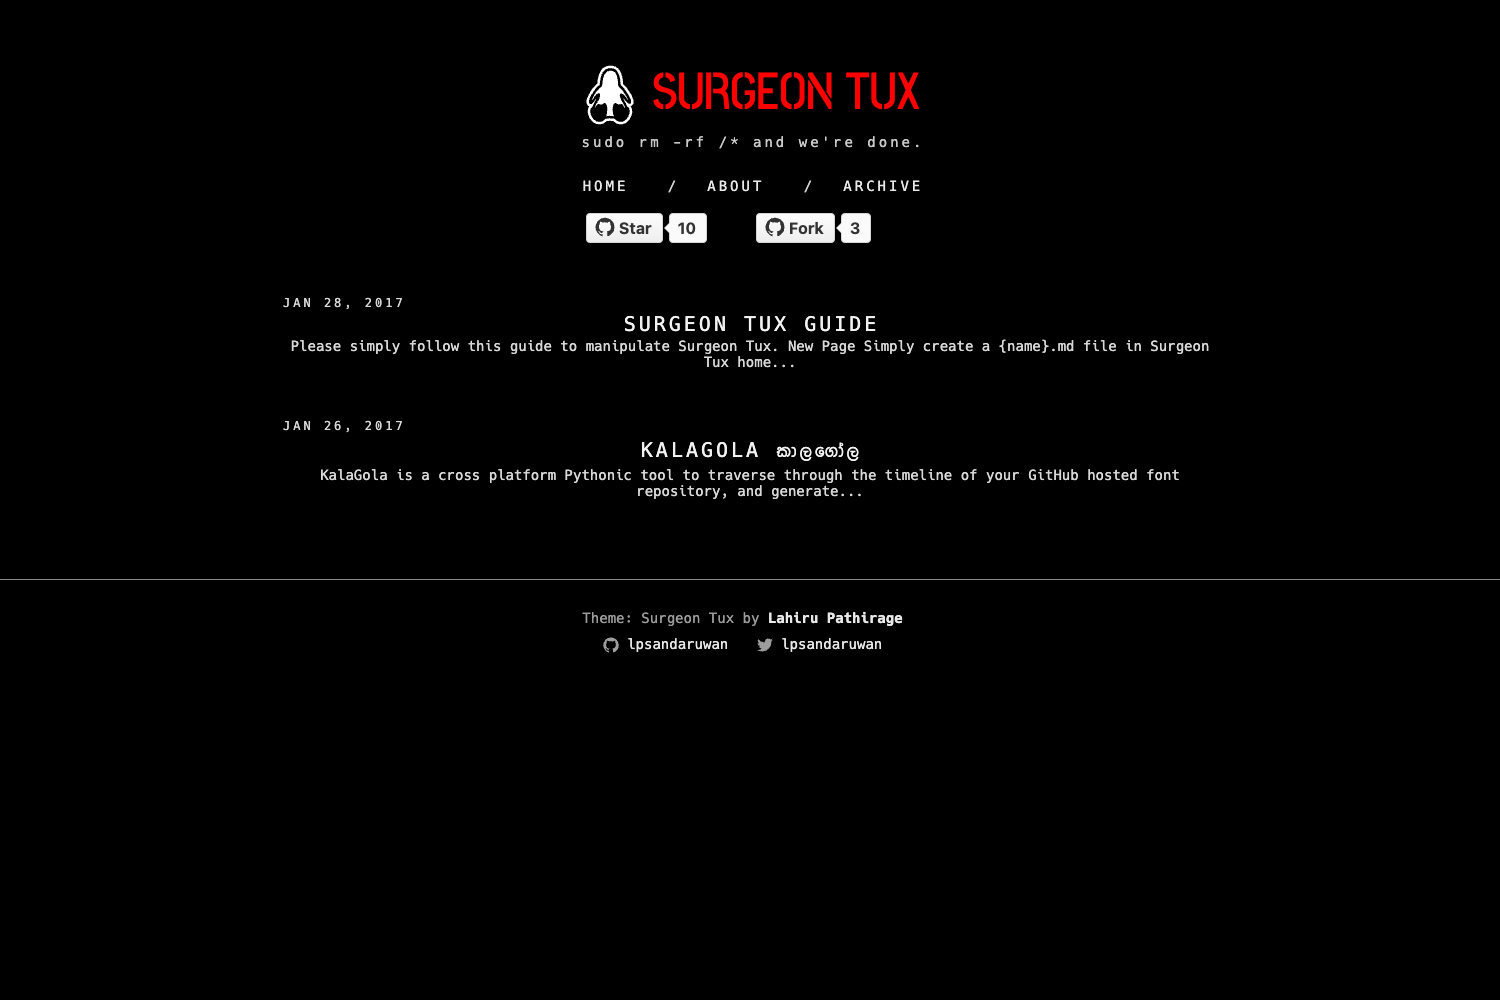 SURGEON TUX
sudo rm -rf /* and we're done.
HOME / ABOUT / ARCHIVE
Star 10 Fork 3
JAN 28, 2017
SURGEON TUX GUIDE
Please simply follow this guide to manipulate Surgeon Tux. New Page Simply create a {name}.md file in Surgeon
Tux home...
JAN 26, 2017
KALAGOLA කාලගෝල
KalaGola is a cross platform Pythonic tool to traverse through the timeline of your GitHub hosted font
repository, and generate...
Theme: Surgeon Tux by Lahiru Pathirage
lpsandaruwan lpsandaruwan